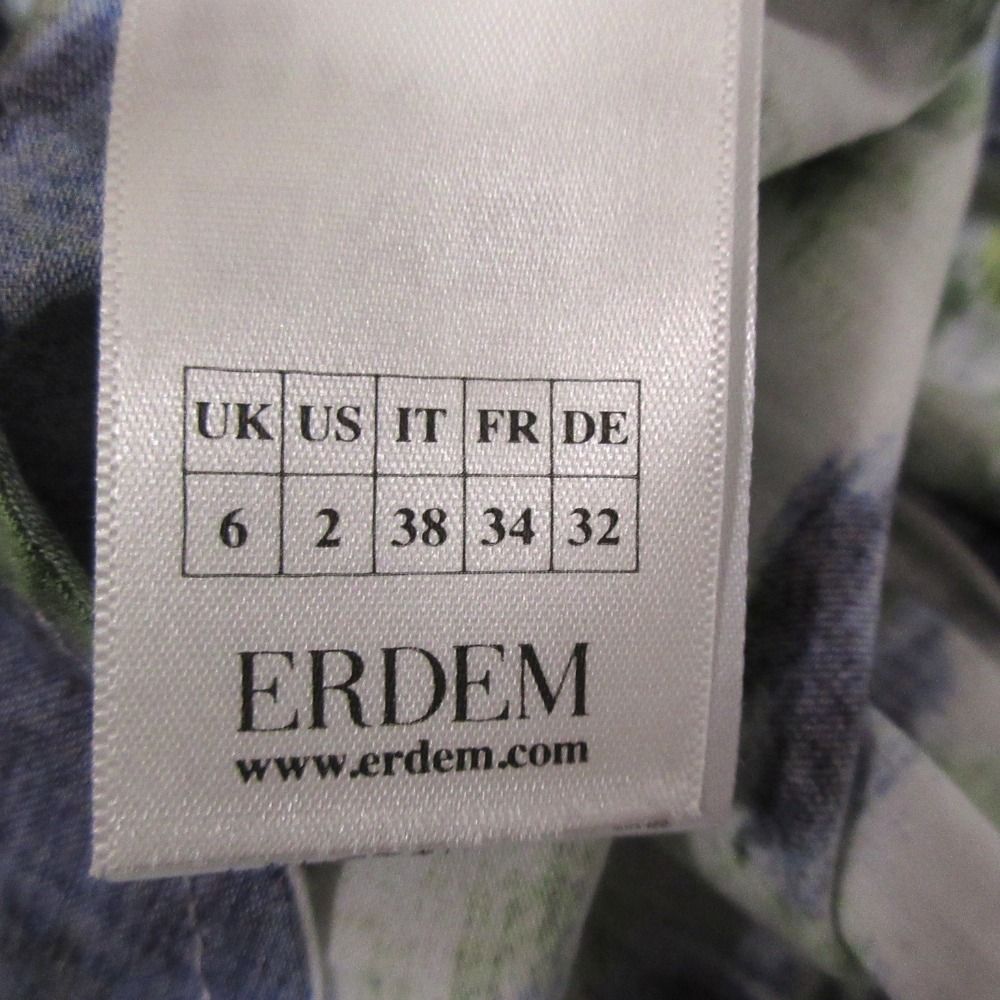 UK US IT FR DE
6 2 38 34 32
ERDEM
www.erdem.com